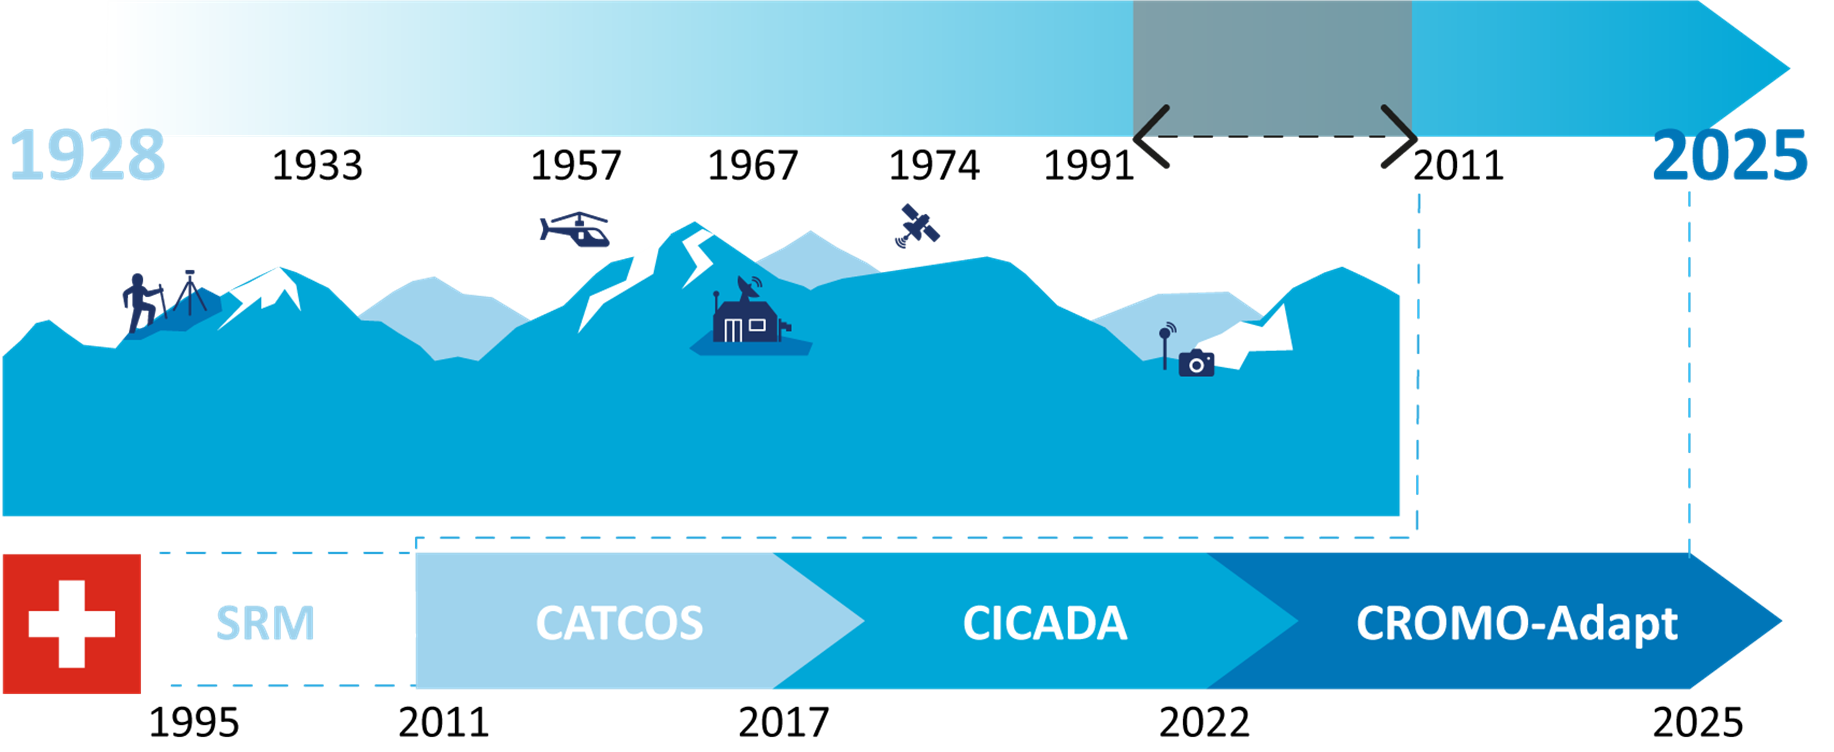 1928 1933 1957 1967 1974 1991 2011 2025
SRM CATCOS CICADA CROMO-Adapt
1995 2011 2017 2022 2025